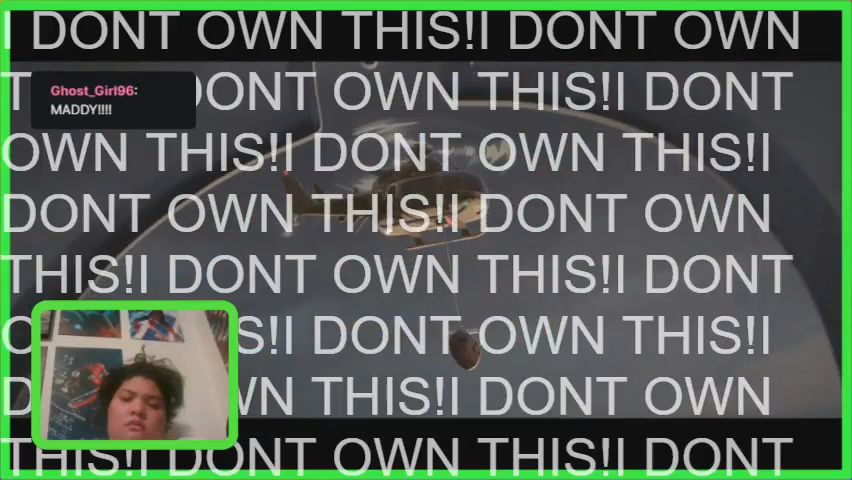 I DONT OWN THIS!I DONT OWN
T DONT OWN THIS!I DONT
Ghost_Girl96:
MADDY!!!!
OWN THIS!I DONT OWN THIS!I
DONT OWN THIS!I DONT OWN
THIS!I DONT OWN THIS!I DONT
O S!I DONT OWN THIS!I
D WN THIS!I DONT OWN
THIS!I DONT OWN THIS!I DONT